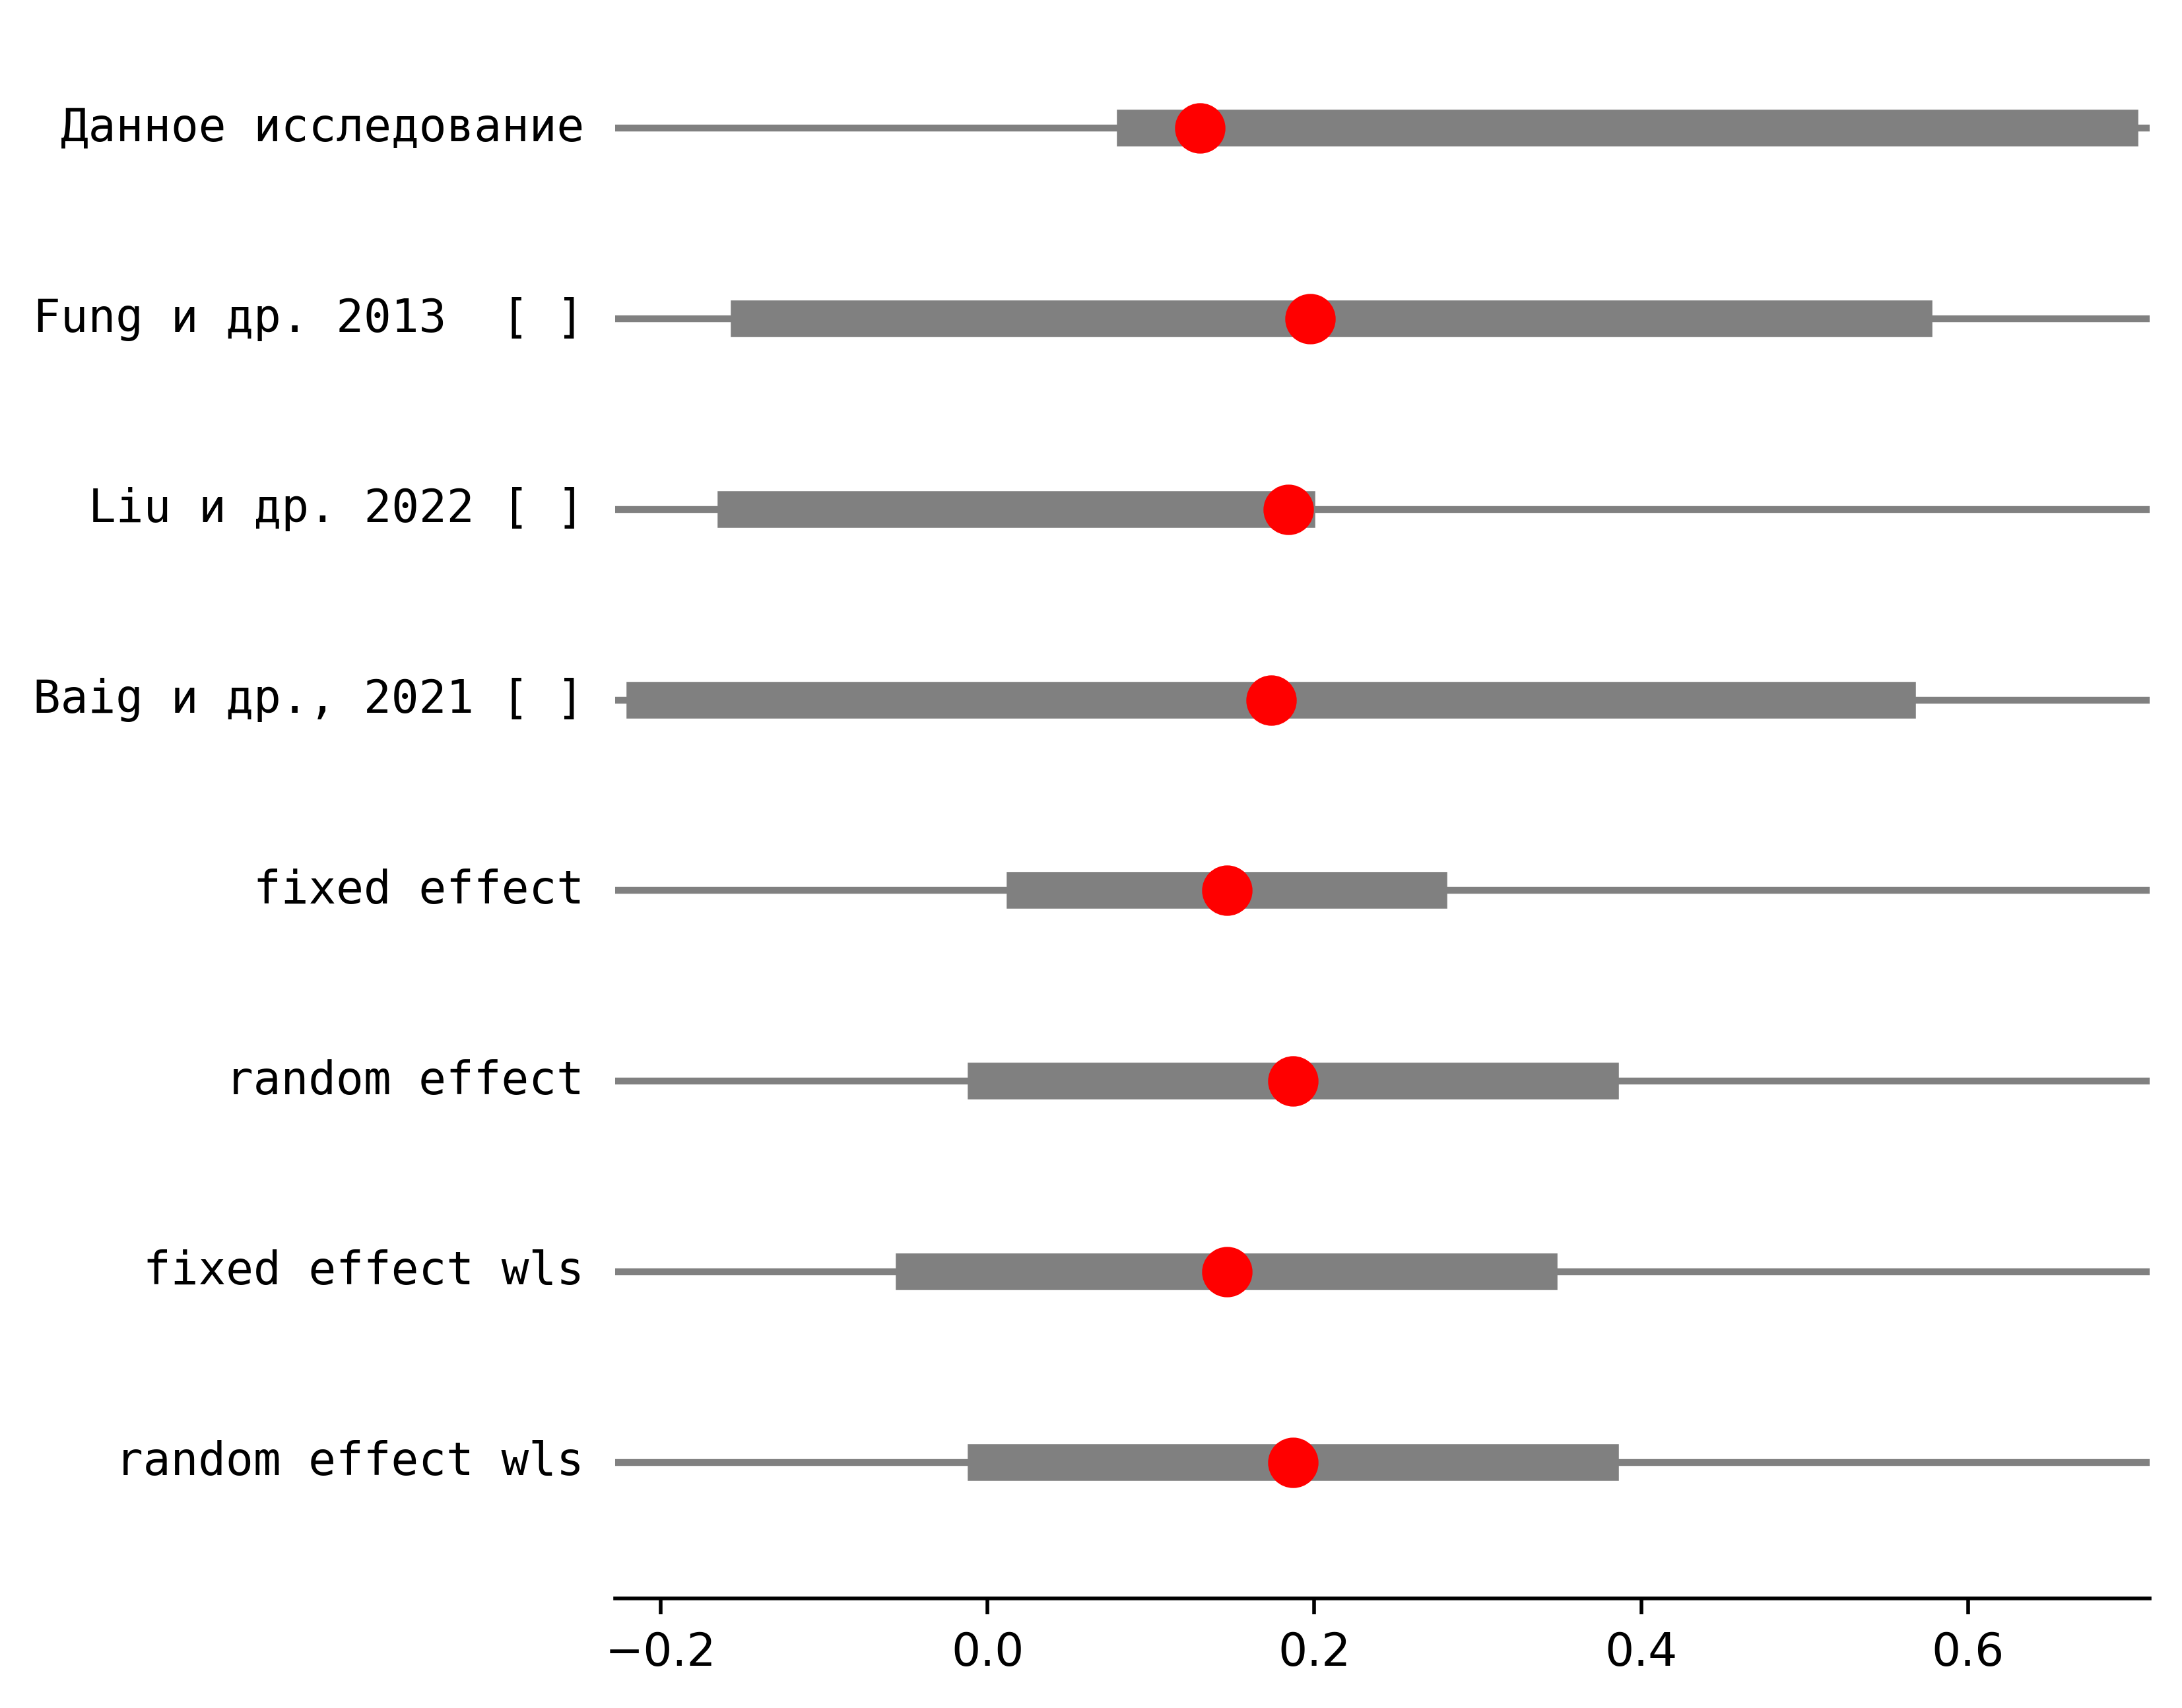 Данное исследование
Fung и др. 2013  [ ]
Liu и др. 2022 [ ]
Baig и др., 2021 [ ]
fixed effect
random effect
fixed effect wls
random effect wls
−0.2 0.0 0.2 0.4 0.6